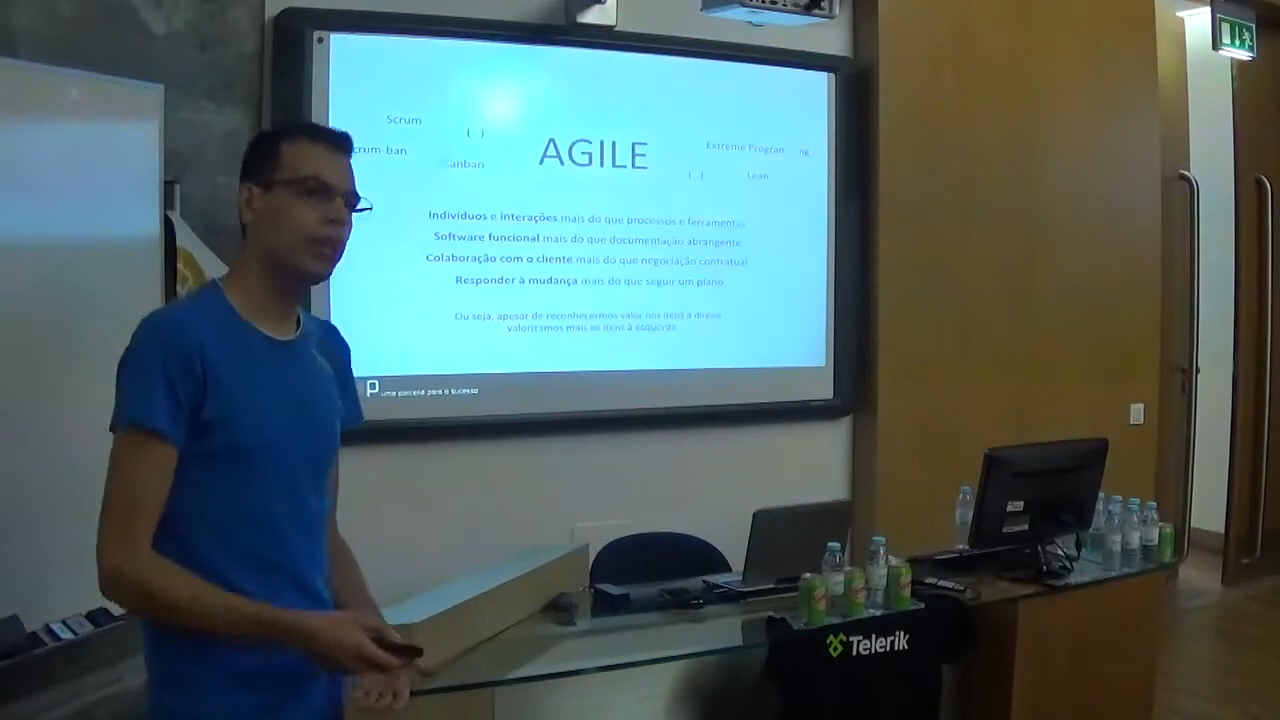 Scrum
( )
crum-ban
anban
AGILE
Extreme Program ng
( )
Lean
Indivíduos e interações mais do que processos e ferramentas
Software funcional mais do que documentação abrangente
Colaboração com o cliente mais do que negociação contratual
Responder à mudança mais do que seguir um plano
Ou seja, apesar de reconhecermos valor nos itens à direita
valorizamos mais os itens à esquerda
P uma parceria para o sucesso
Telerik